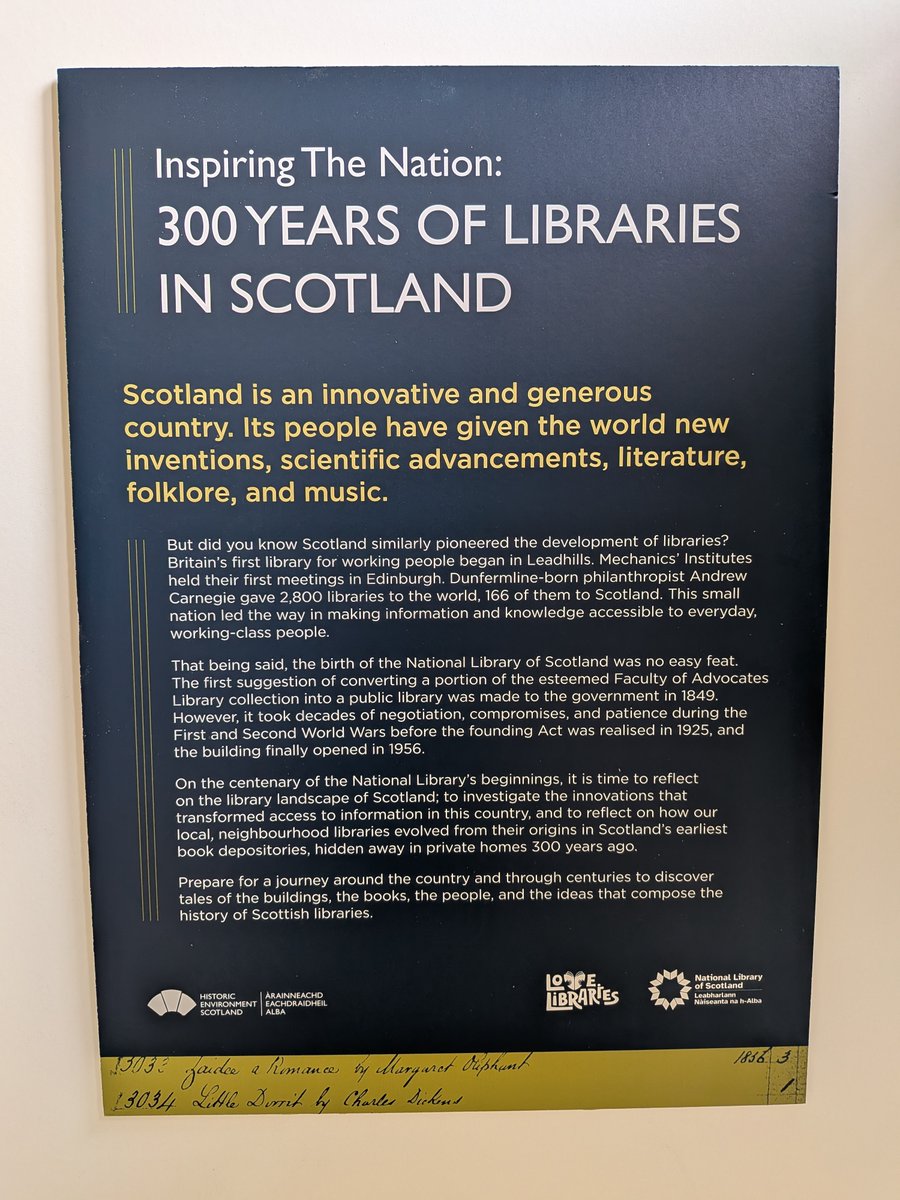 Inspiring The Nation:
300 YEARS OF LIBRARIES
IN SCOTLAND
Scotland is an innovative and generous
country. Its people have given the world new
inventions, scientific advancements, literature,
folklore, and music.
But did you know Scotland similarly pioneered the development of libraries?
Britain's first library for working people began in Leadhills. Mechanics' Institutes
held their first meetings in Edinburgh. Dunfermline-born philanthropist Andrew
Carnegie gave 2,800 libraries to the world, 166 of them to Scotland. This small
nation led the way in making information and knowledge accessible to everyday,
working-class people.
That being said, the birth of the National Library of Scotland was no easy feat.
The first suggestion of converting a portion of the esteemed Faculty of Advocates
Library collection into a public library was made to the government in 1849.
However, it took decades of negotiation, compromises, and patience during the
First and Second World Wars before the founding Act was realised in 1925, and
the building finally opened in 1956.
On the centenary of the National Library's beginnings, it is time to reflect
on the library landscape of Scotland; to investigate the innovations that
transformed access to information in this country, and to reflect on how our
local, neighbourhood libraries evolved from their origins in Scotland's earliest
book depositories, hidden away in private homes 300 years ago.
Prepare for a journey around the country and through centuries to discover
tales of the buildings, the books, the people, and the ideas that compose the
history of Scottish libraries.
HISTORIC
ENVIRONMENT
SCOTLAND
ÀRAINNEACHD
EACHDRAIDHEIL
ALBA
LOVE
LIBRARIES
National Library
of Scotland
Leabharlann
Nàiseanta na h-Alba
3033 Zaidee a Romance by Margaret Oliphant 1856 3
3034 Little Dorrit by Charles Dickens 1